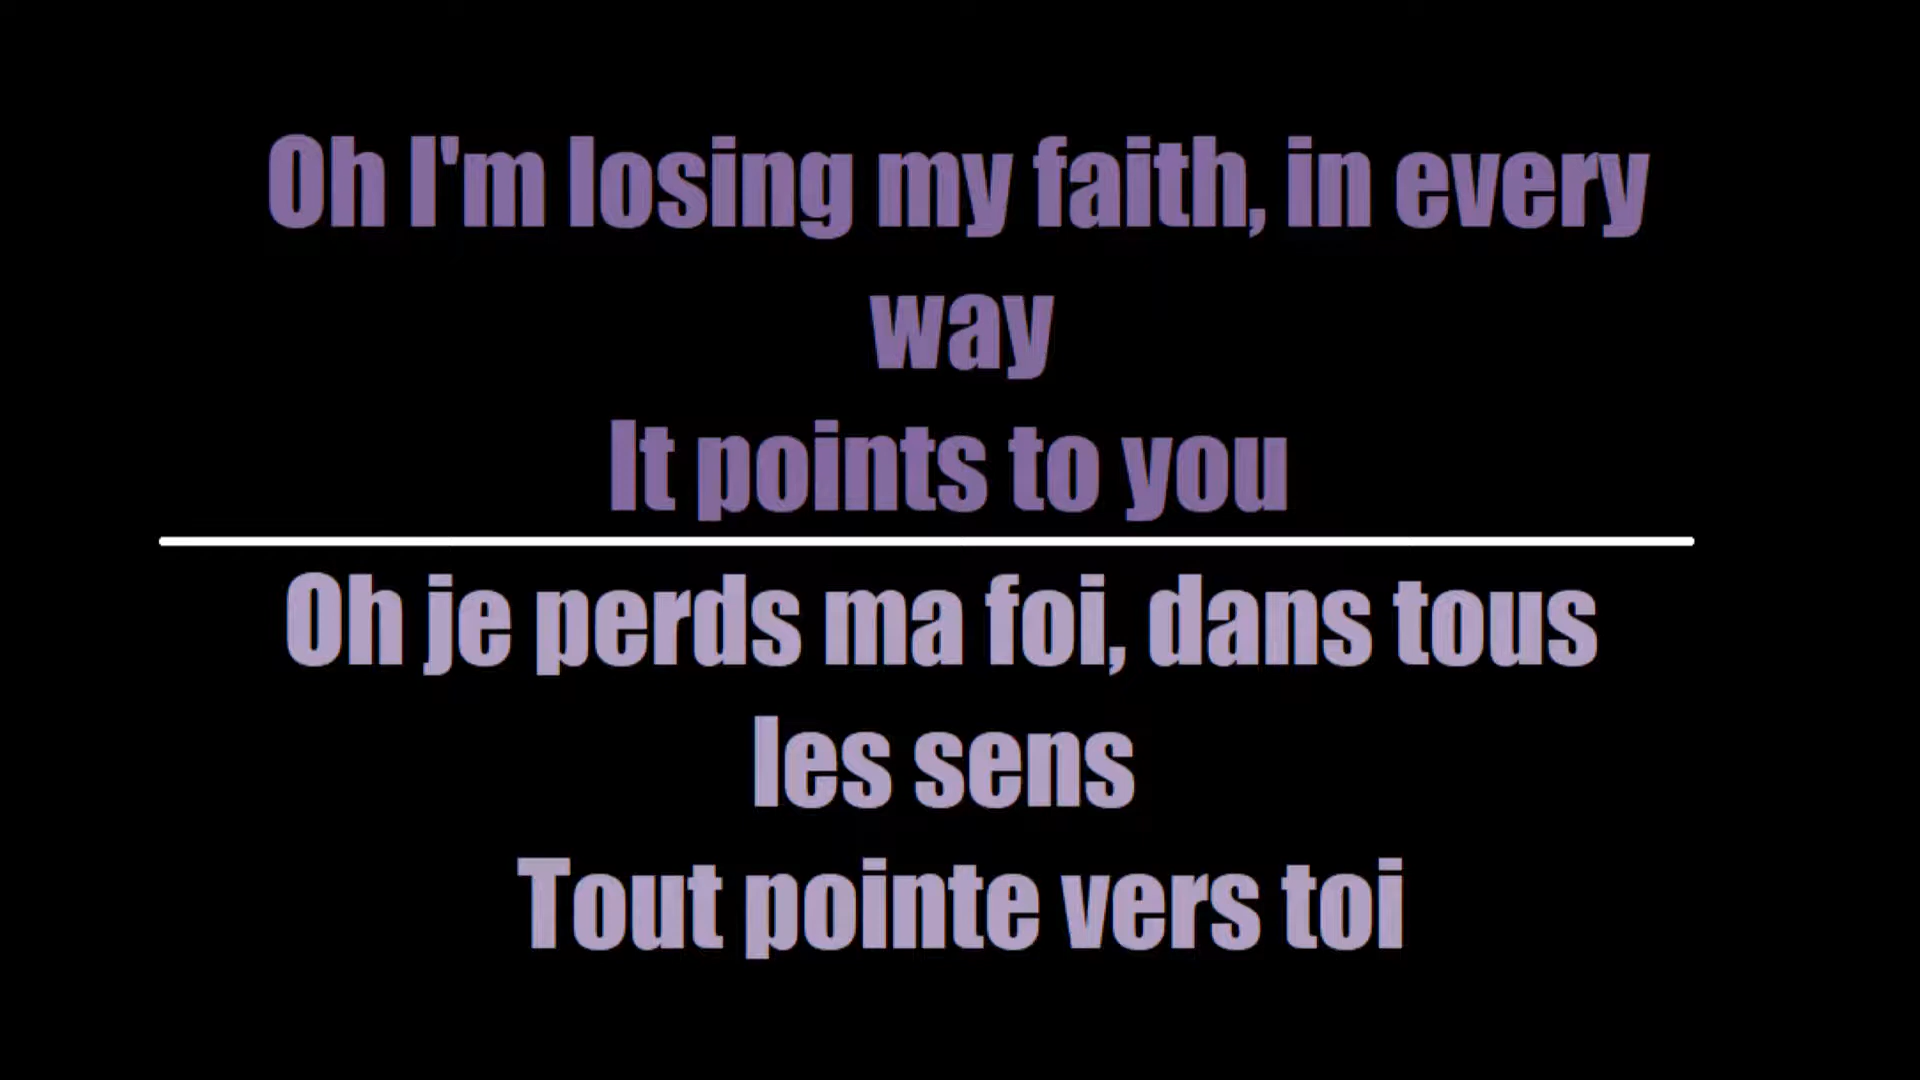 Oh I'm losing my faith, in every
way
It points to you
Oh je perds ma foi, dans tous
les sens
Tout pointe vers toi